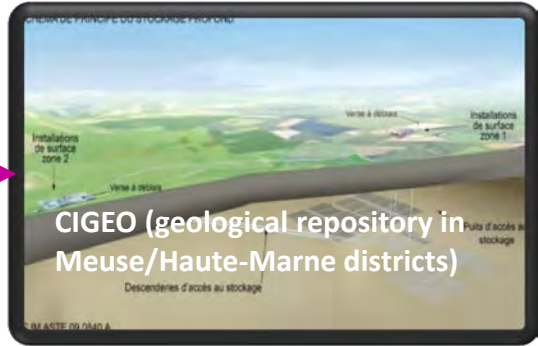 SCHEMA DE PRINCIPE DU STOCKAGE PROFOND
Verse à déblais
Installations
de surface
zone 1
Installations
de surface
zone 2
Verse à déblais
CIGEO (geological repository in
Meuse/Haute-Marne districts)
Puits d'accès au
stockage
Descenderies d'accès au stockage